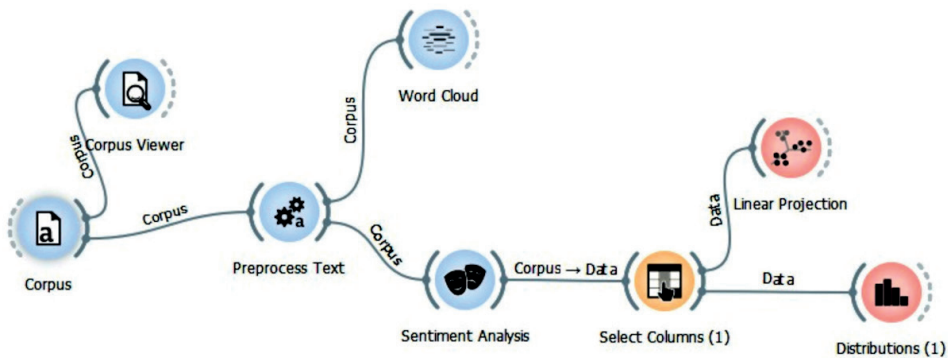 Word Cloud
Corpus Viewer
Corpus
Corpus
Corpus
Corpus
a
Corpus
a
Preprocess Text
Corpus
Sentiment Analysis
Corpus → Data
Select Columns (1)
Data
Linear Projection
Data
Distributions (1)